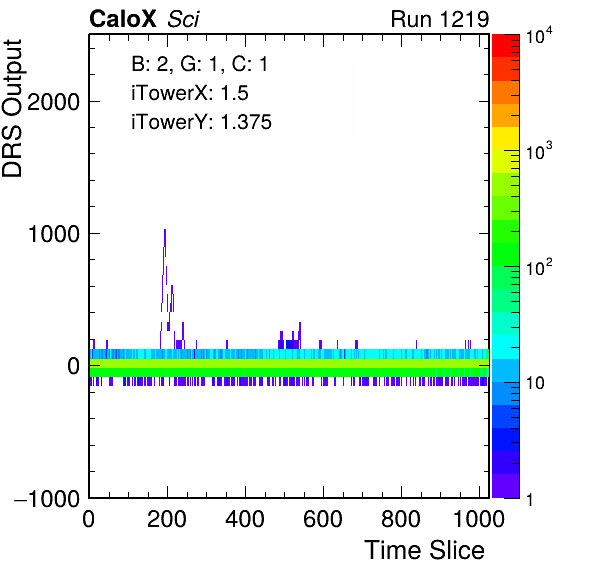 CaloX Sci Run 1219
B: 2, G: 1, C: 1
iTowerX: 1.5
iTowerY: 1.375
DRS Output
2000
1000
0
−1000
0 200 400 600 800 1000
Time Slice
10^4
10^3
10^2
10
1